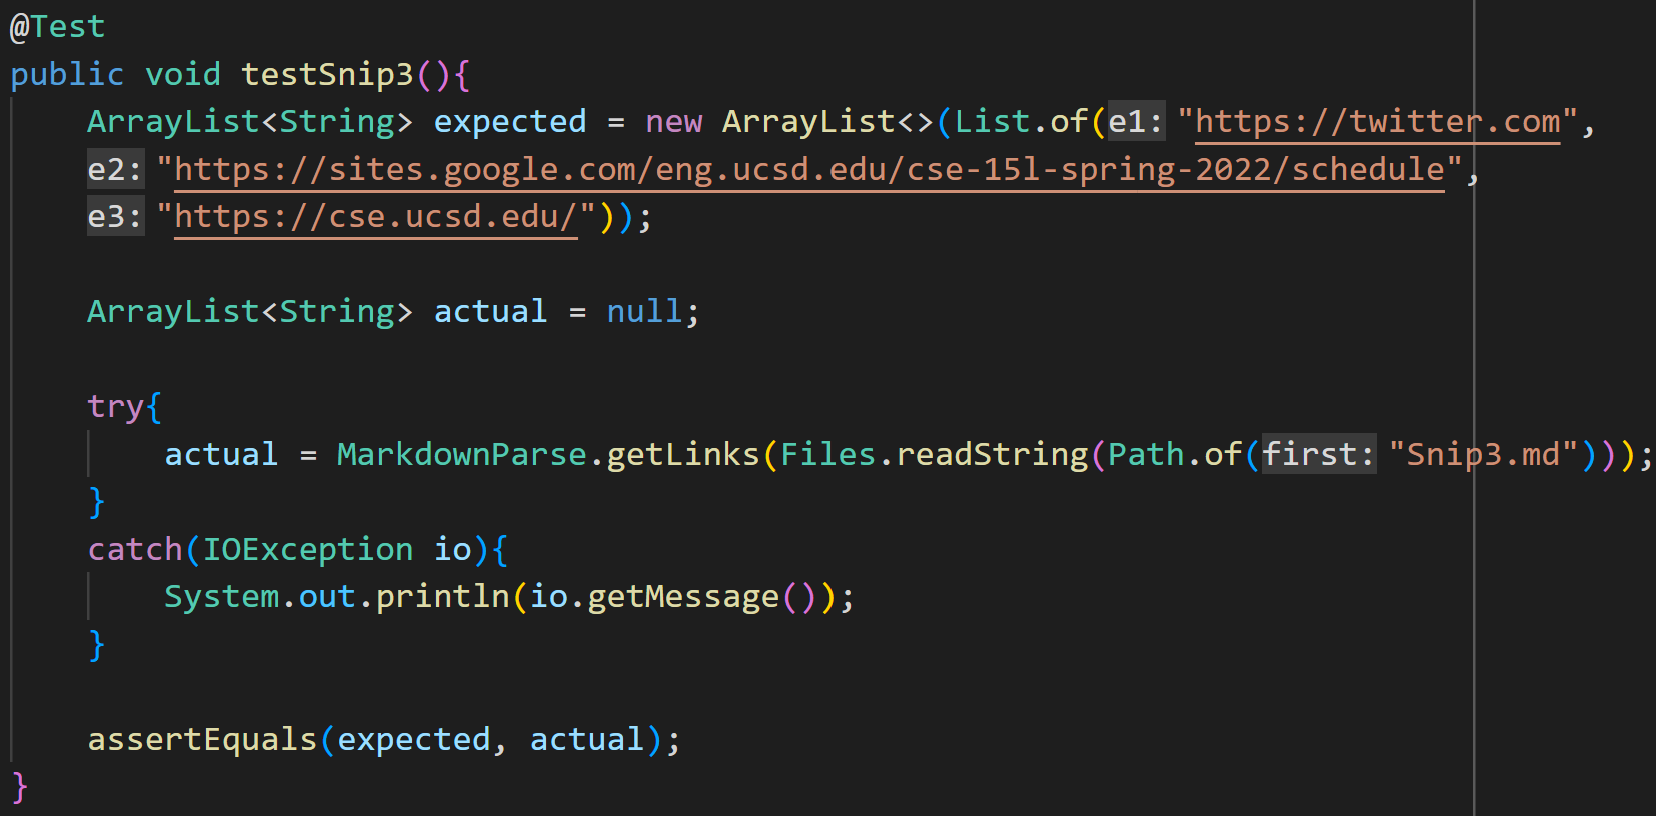 @Test
public void testSnip3(){
    ArrayList<String> expected = new ArrayList<>(List.of(e1: "https://twitter.com",
    e2: "https://sites.google.com/eng.ucsd.edu/cse-15l-spring-2022/schedule",
    e3: "https://cse.ucsd.edu/"));
    ArrayList<String> actual = null;
    try{
        actual = MarkdownParse.getLinks(Files.readString(Path.of(first: "Snip3.md")));
    }
    catch(IOException io){
        System.out.println(io.getMessage());
    }
    assertEquals(expected, actual);
}